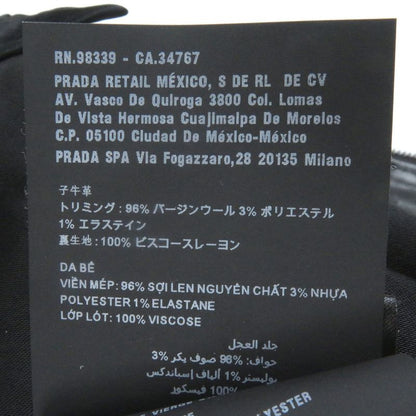 RN.98339 - CA.34767
PRADA RETAIL MÉXICO, S DE RL DE CV
AV. Vasco De Quiroga 3800 Col. Lomas
De Vista Hermosa Cuajimalpa De Morelos
C.P. 05100 Ciudad De México-México
PRADA SPA Via Fogazzaro,28 20135 Milano
子牛革
トリミング : 96% バージンウール 3% ポリエステル
1% エラステイン
裏生地 : 100% ビスコースレーヨン
DA BÊ
VIỀN MÉP: 96% SỢI LEN NGUYÊN CHẤT 3% NHỰA
POLYESTER 1% ELASTANE
LỚP LÓT: 100% VISCOSE
جلد العجل
حواف: 96% صوف بكر 3%
بوليستر 1% ألياف إسباندكس
100% فيسكوز
POLYESTER